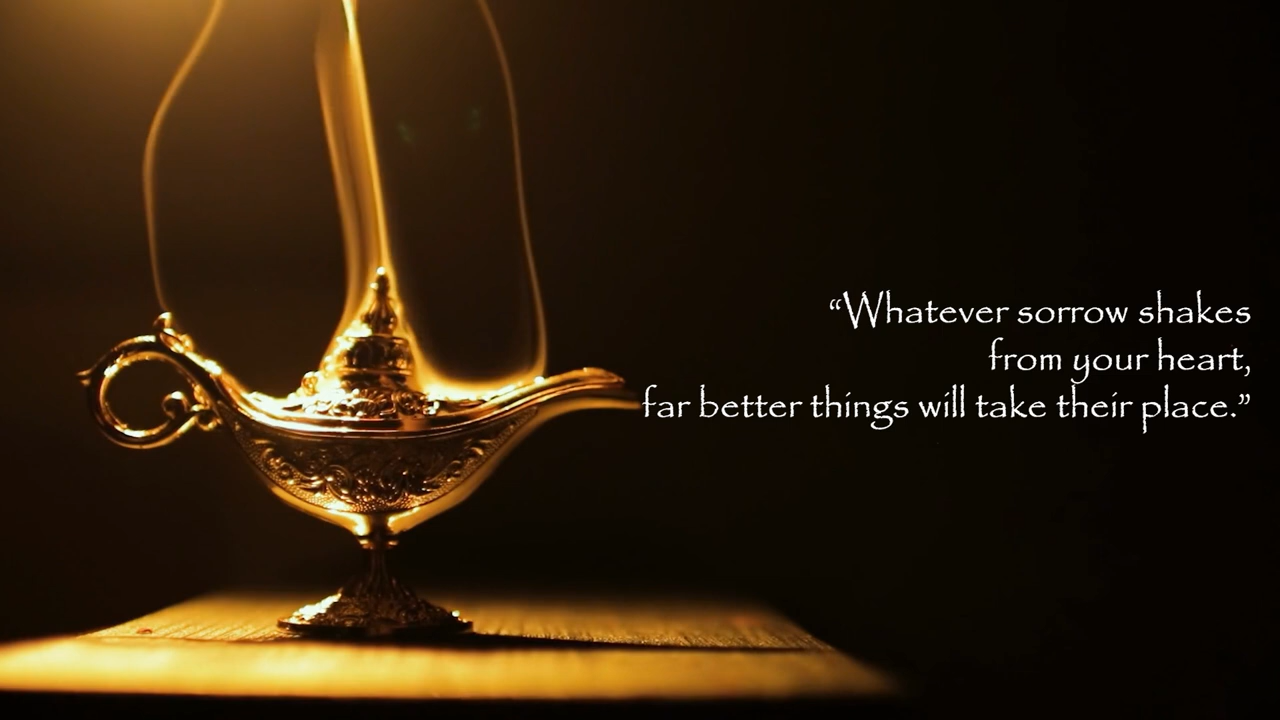 “Whatever sorrow shakes
from your heart,
far better things will take their place.”